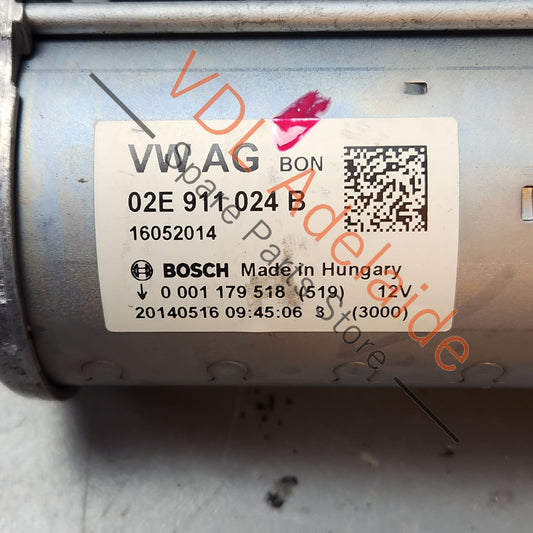 VW AG BON
02E 911 024 B
16052014
BOSCH Made in Hungary
↓ 0 001 179 518 (519) 12V
20140516 09:45:06 3 (3000)
VDL Adelaide
Spare Parts Store